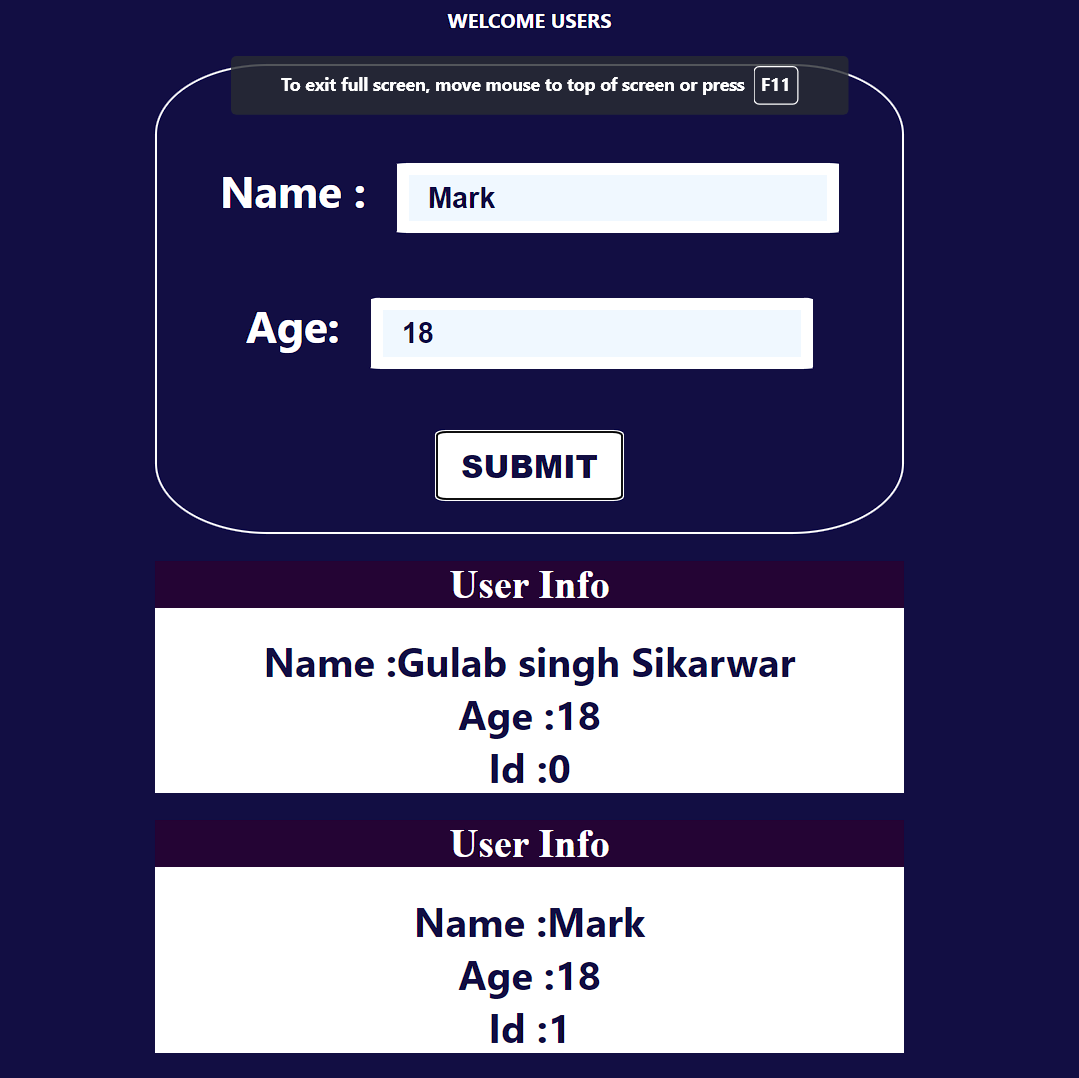 WELCOME USERS
To exit full screen, move mouse to top of screen or press F11
Name : Mark
Age: 18
SUBMIT
User Info
Name :Gulab singh Sikarwar
Age :18
Id :0
User Info
Name :Mark
Age :18
Id :1